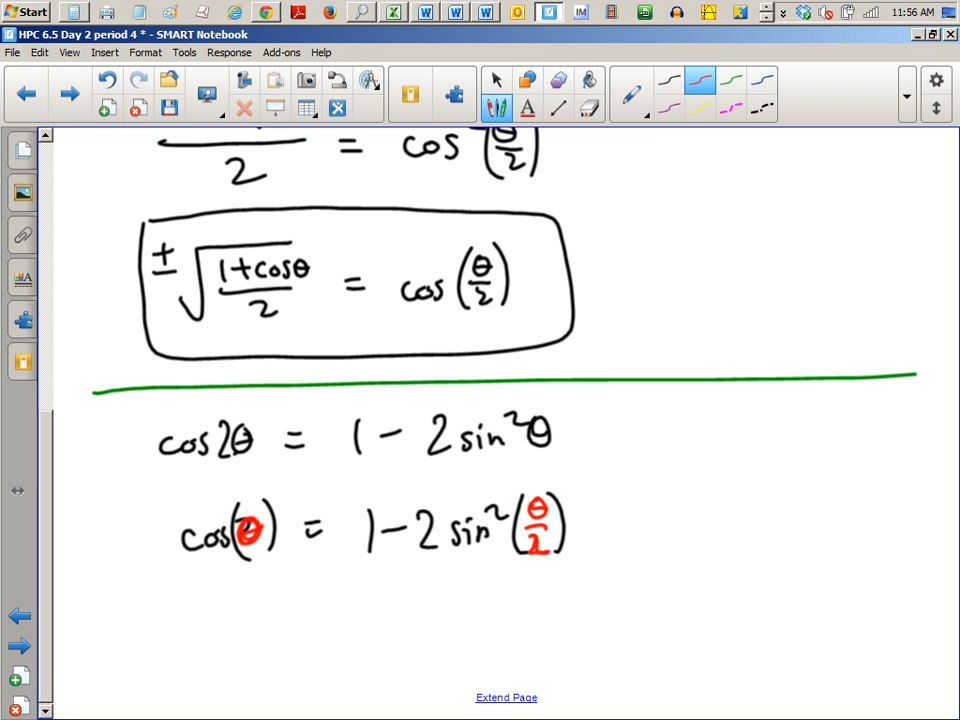 Start
11:56 AM
HPC 6.5 Day 2 period 4 * - SMART Notebook
File Edit View Insert Format Tools Response Add-ons Help
2 = cos (θ/2)
± √((1+cosθ)/2) = cos (θ/2)
cos2θ = 1 - 2 sin²θ
cos(θ) = 1 - 2 sin² (θ/2)
Extend Page